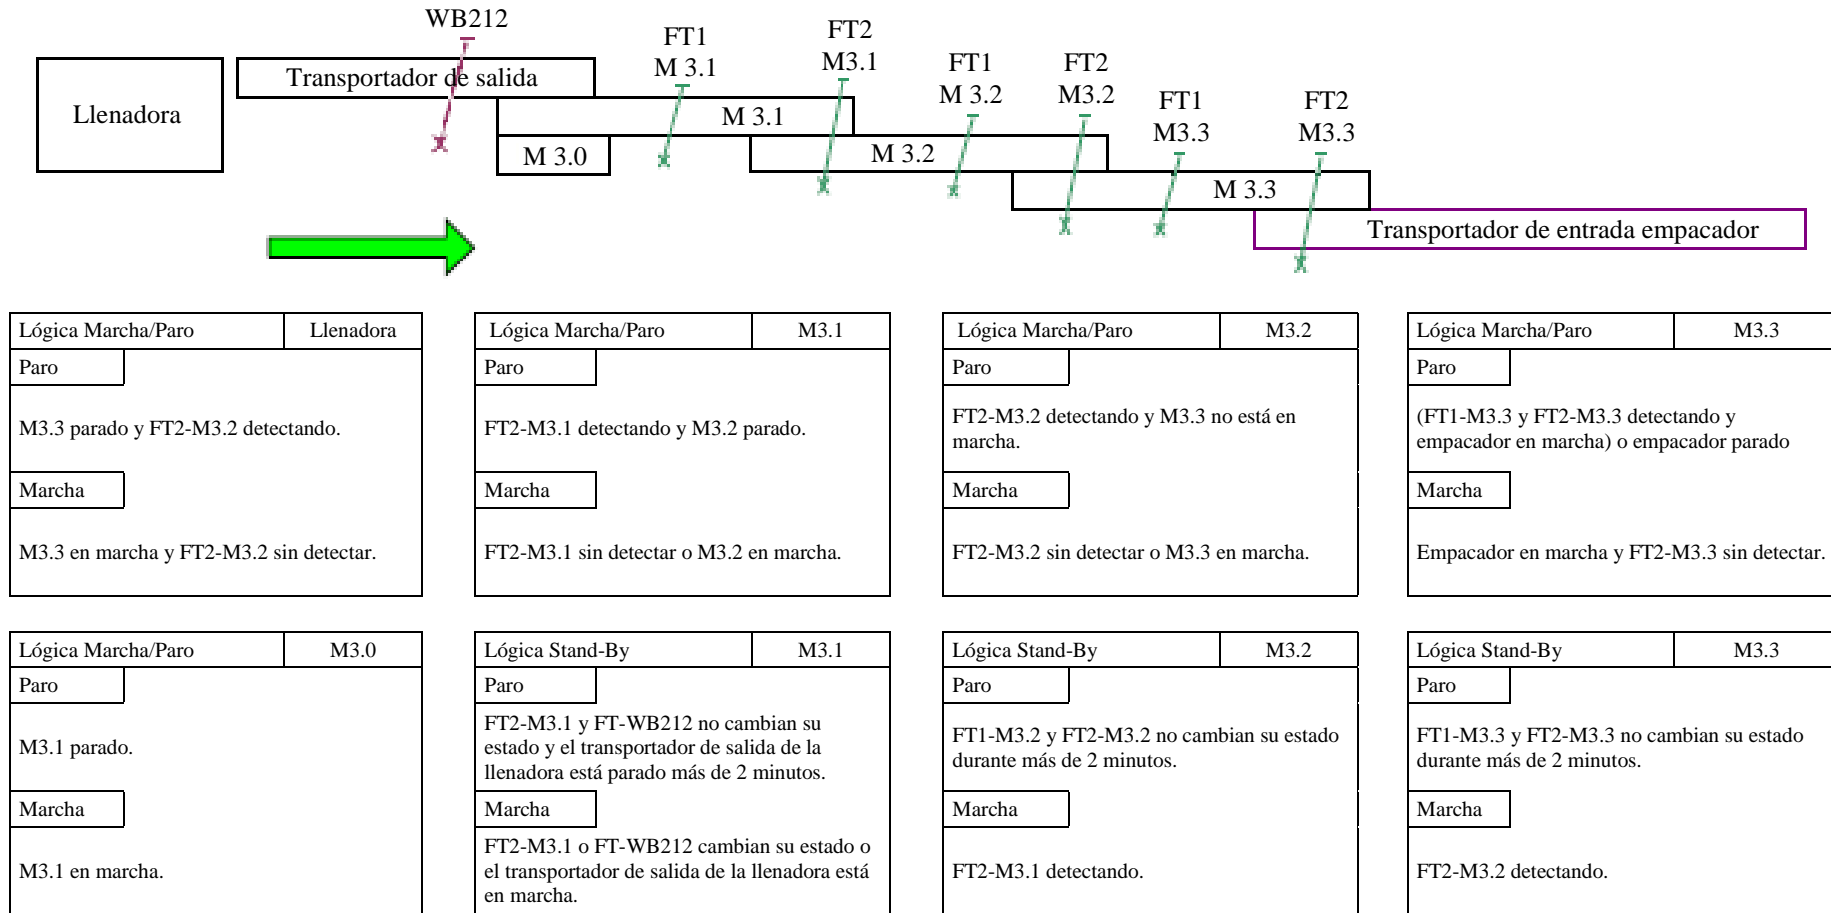 WB212
FT1
M 3.1
FT2
M3.1
FT1
M 3.2
FT2
M3.2
FT1
M3.3
FT2
M3.3
Llenadora
Transportador de salida
M 3.1
M 3.0
M 3.2
M 3.3
Transportador de entrada empacador
Lógica Marcha/Paro
Llenadora
Paro
M3.3 parado y FT2-M3.2 detectando.
Marcha
M3.3 en marcha y FT2-M3.2 sin detectar.
Lógica Marcha/Paro
M3.1
Paro
FT2-M3.1 detectando y M3.2 parado.
Marcha
FT2-M3.1 sin detectar o M3.2 en marcha.
Lógica Marcha/Paro
M3.2
Paro
FT2-M3.2 detectando y M3.3 no está en
marcha.
Marcha
FT2-M3.2 sin detectar o M3.3 en marcha.
Lógica Marcha/Paro
M3.3
Paro
(FT1-M3.3 y FT2-M3.3 detectando y
empacador en marcha) o empacador parado
Marcha
Empacador en marcha y FT2-M3.3 sin detectar.
Lógica Marcha/Paro
M3.0
Paro
M3.1 parado.
Marcha
M3.1 en marcha.
Lógica Stand-By
M3.1
Paro
FT2-M3.1 y FT-WB212 no cambian su
estado y el transportador de salida de la
llenadora está parado más de 2 minutos.
Marcha
FT2-M3.1 o FT-WB212 cambian su estado o
el transportador de salida de la llenadora está
en marcha.
Lógica Stand-By
M3.2
Paro
FT1-M3.2 y FT2-M3.2 no cambian su estado
durante más de 2 minutos.
Marcha
FT2-M3.1 detectando.
Lógica Stand-By
M3.3
Paro
FT1-M3.3 y FT2-M3.3 no cambian su estado
durante más de 2 minutos.
Marcha
FT2-M3.2 detectando.